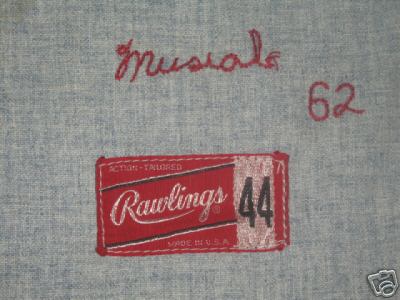 Musial
62
ACTION-TAILORED
Rawlings 44
MADE IN U.S.A.